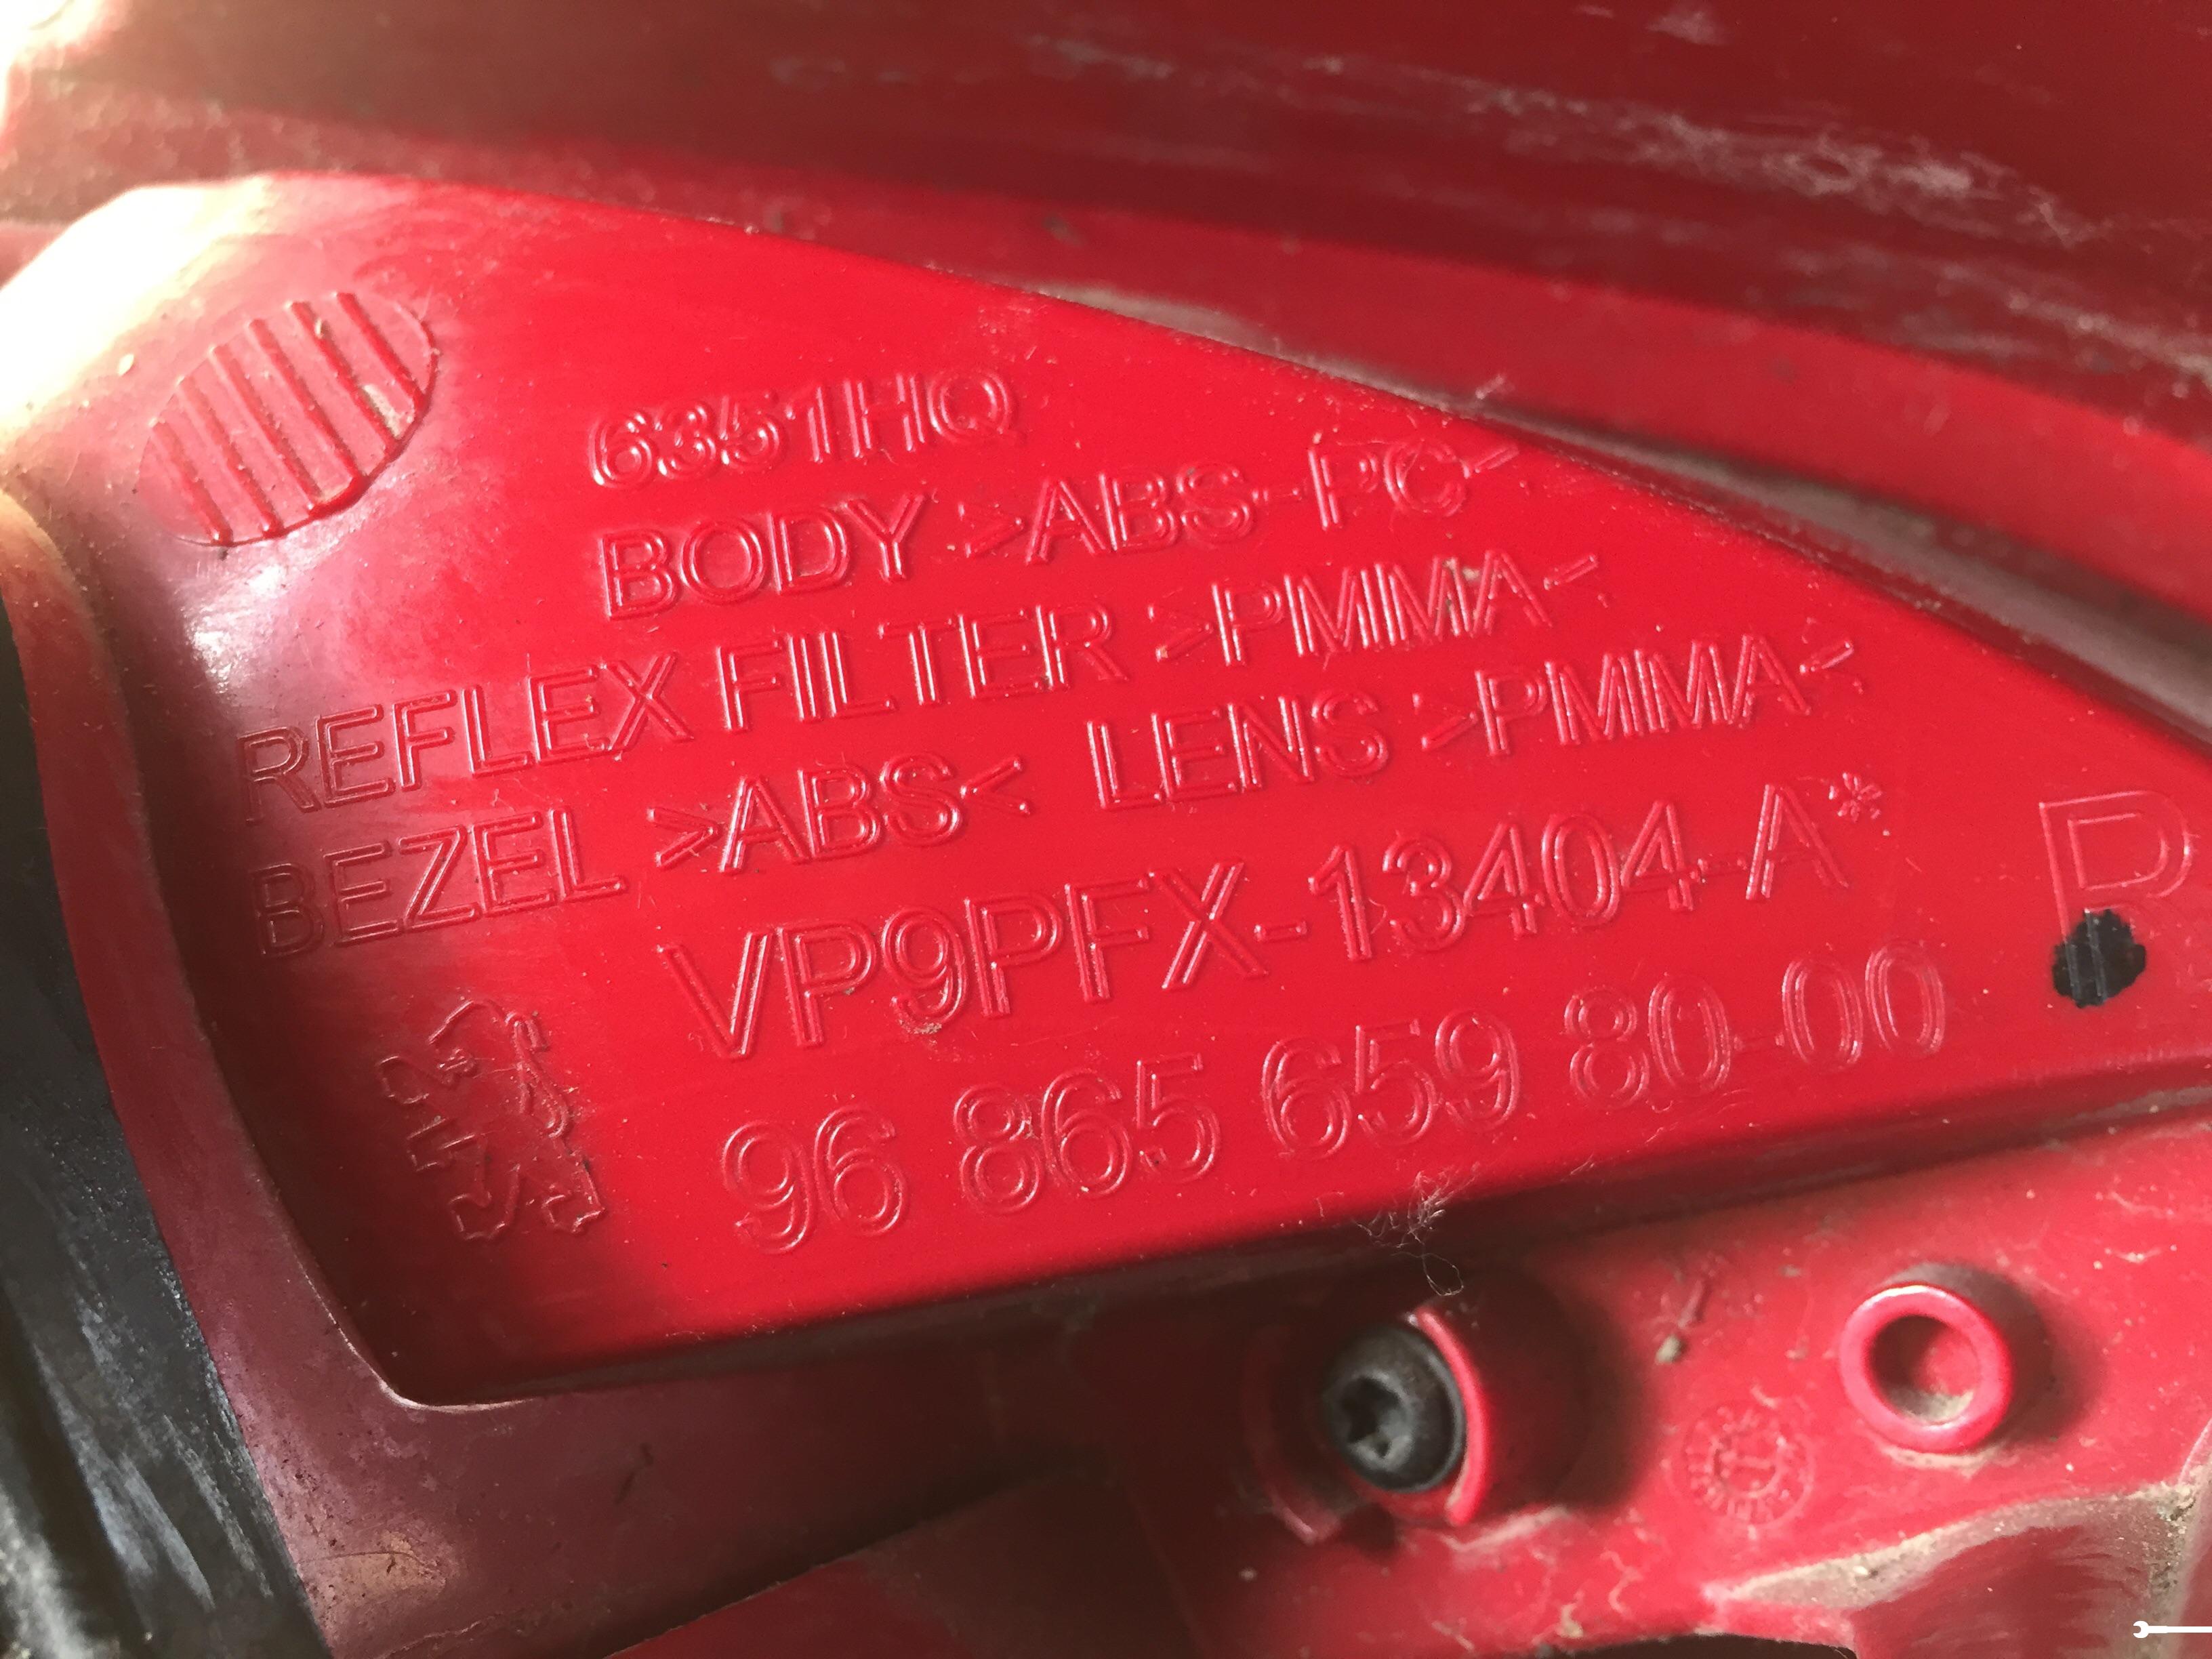 6351HQ
BODY >ABS-PC<
REFLEX FILTER >PMMA<
BEZEL >ABS< LENS >PMMA<
VP9PFX-13404-A*
96 865 659 80-00
R